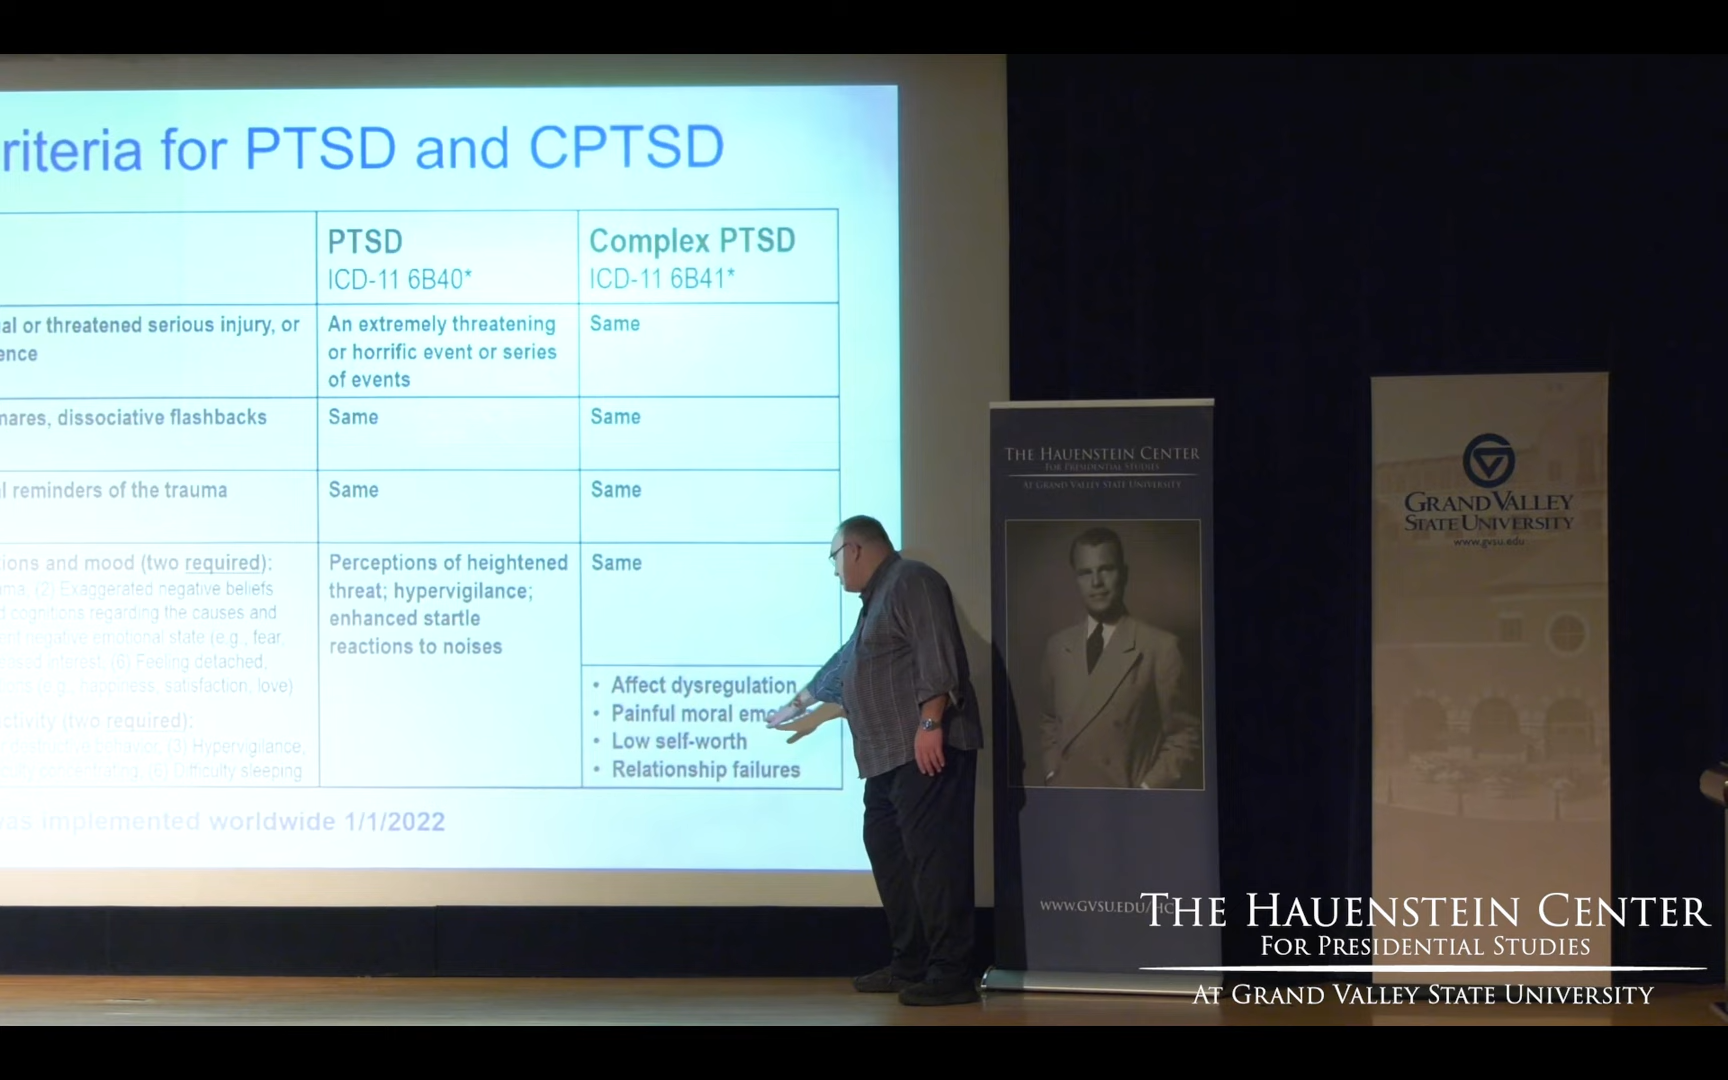 riteria for PTSD and CPTSD
PTSD
ICD-11 6B40*
Complex PTSD
ICD-11 6B41*
al or threatened serious injury, or
ence
An extremely threatening
or horrific event or series
of events
Same
mares, dissociative flashbacks
Same
Same
l reminders of the trauma
Same
Same
ions and mood (two required):
ma, (2) Exaggerated negative beliefs
d cognitions regarding the causes and
nt negative emotional state (e.g., fear,
eased interest, (6) Feeling detached,
ions (e.g., happiness, satisfaction, love)
ctivity (two required):
destructive behavior, (3) Hypervigilance,
culty concentrating, (6) Difficulty sleeping
Perceptions of heightened
threat; hypervigilance;
enhanced startle
reactions to noises
Same
• Affect dysregulation
• Painful moral emo
• Low self-worth
• Relationship failures
was implemented worldwide 1/1/2022
THE HAUENSTEIN CENTER
FOR PRESIDENTIAL STUDIES
AT GRAND VALLEY STATE UNIVERSITY
WWW.GVSU.EDU/HC
GRAND VALLEY
STATE UNIVERSITY
www.gvsu.edu
THE HAUENSTEIN CENTER
FOR PRESIDENTIAL STUDIES
AT GRAND VALLEY STATE UNIVERSITY